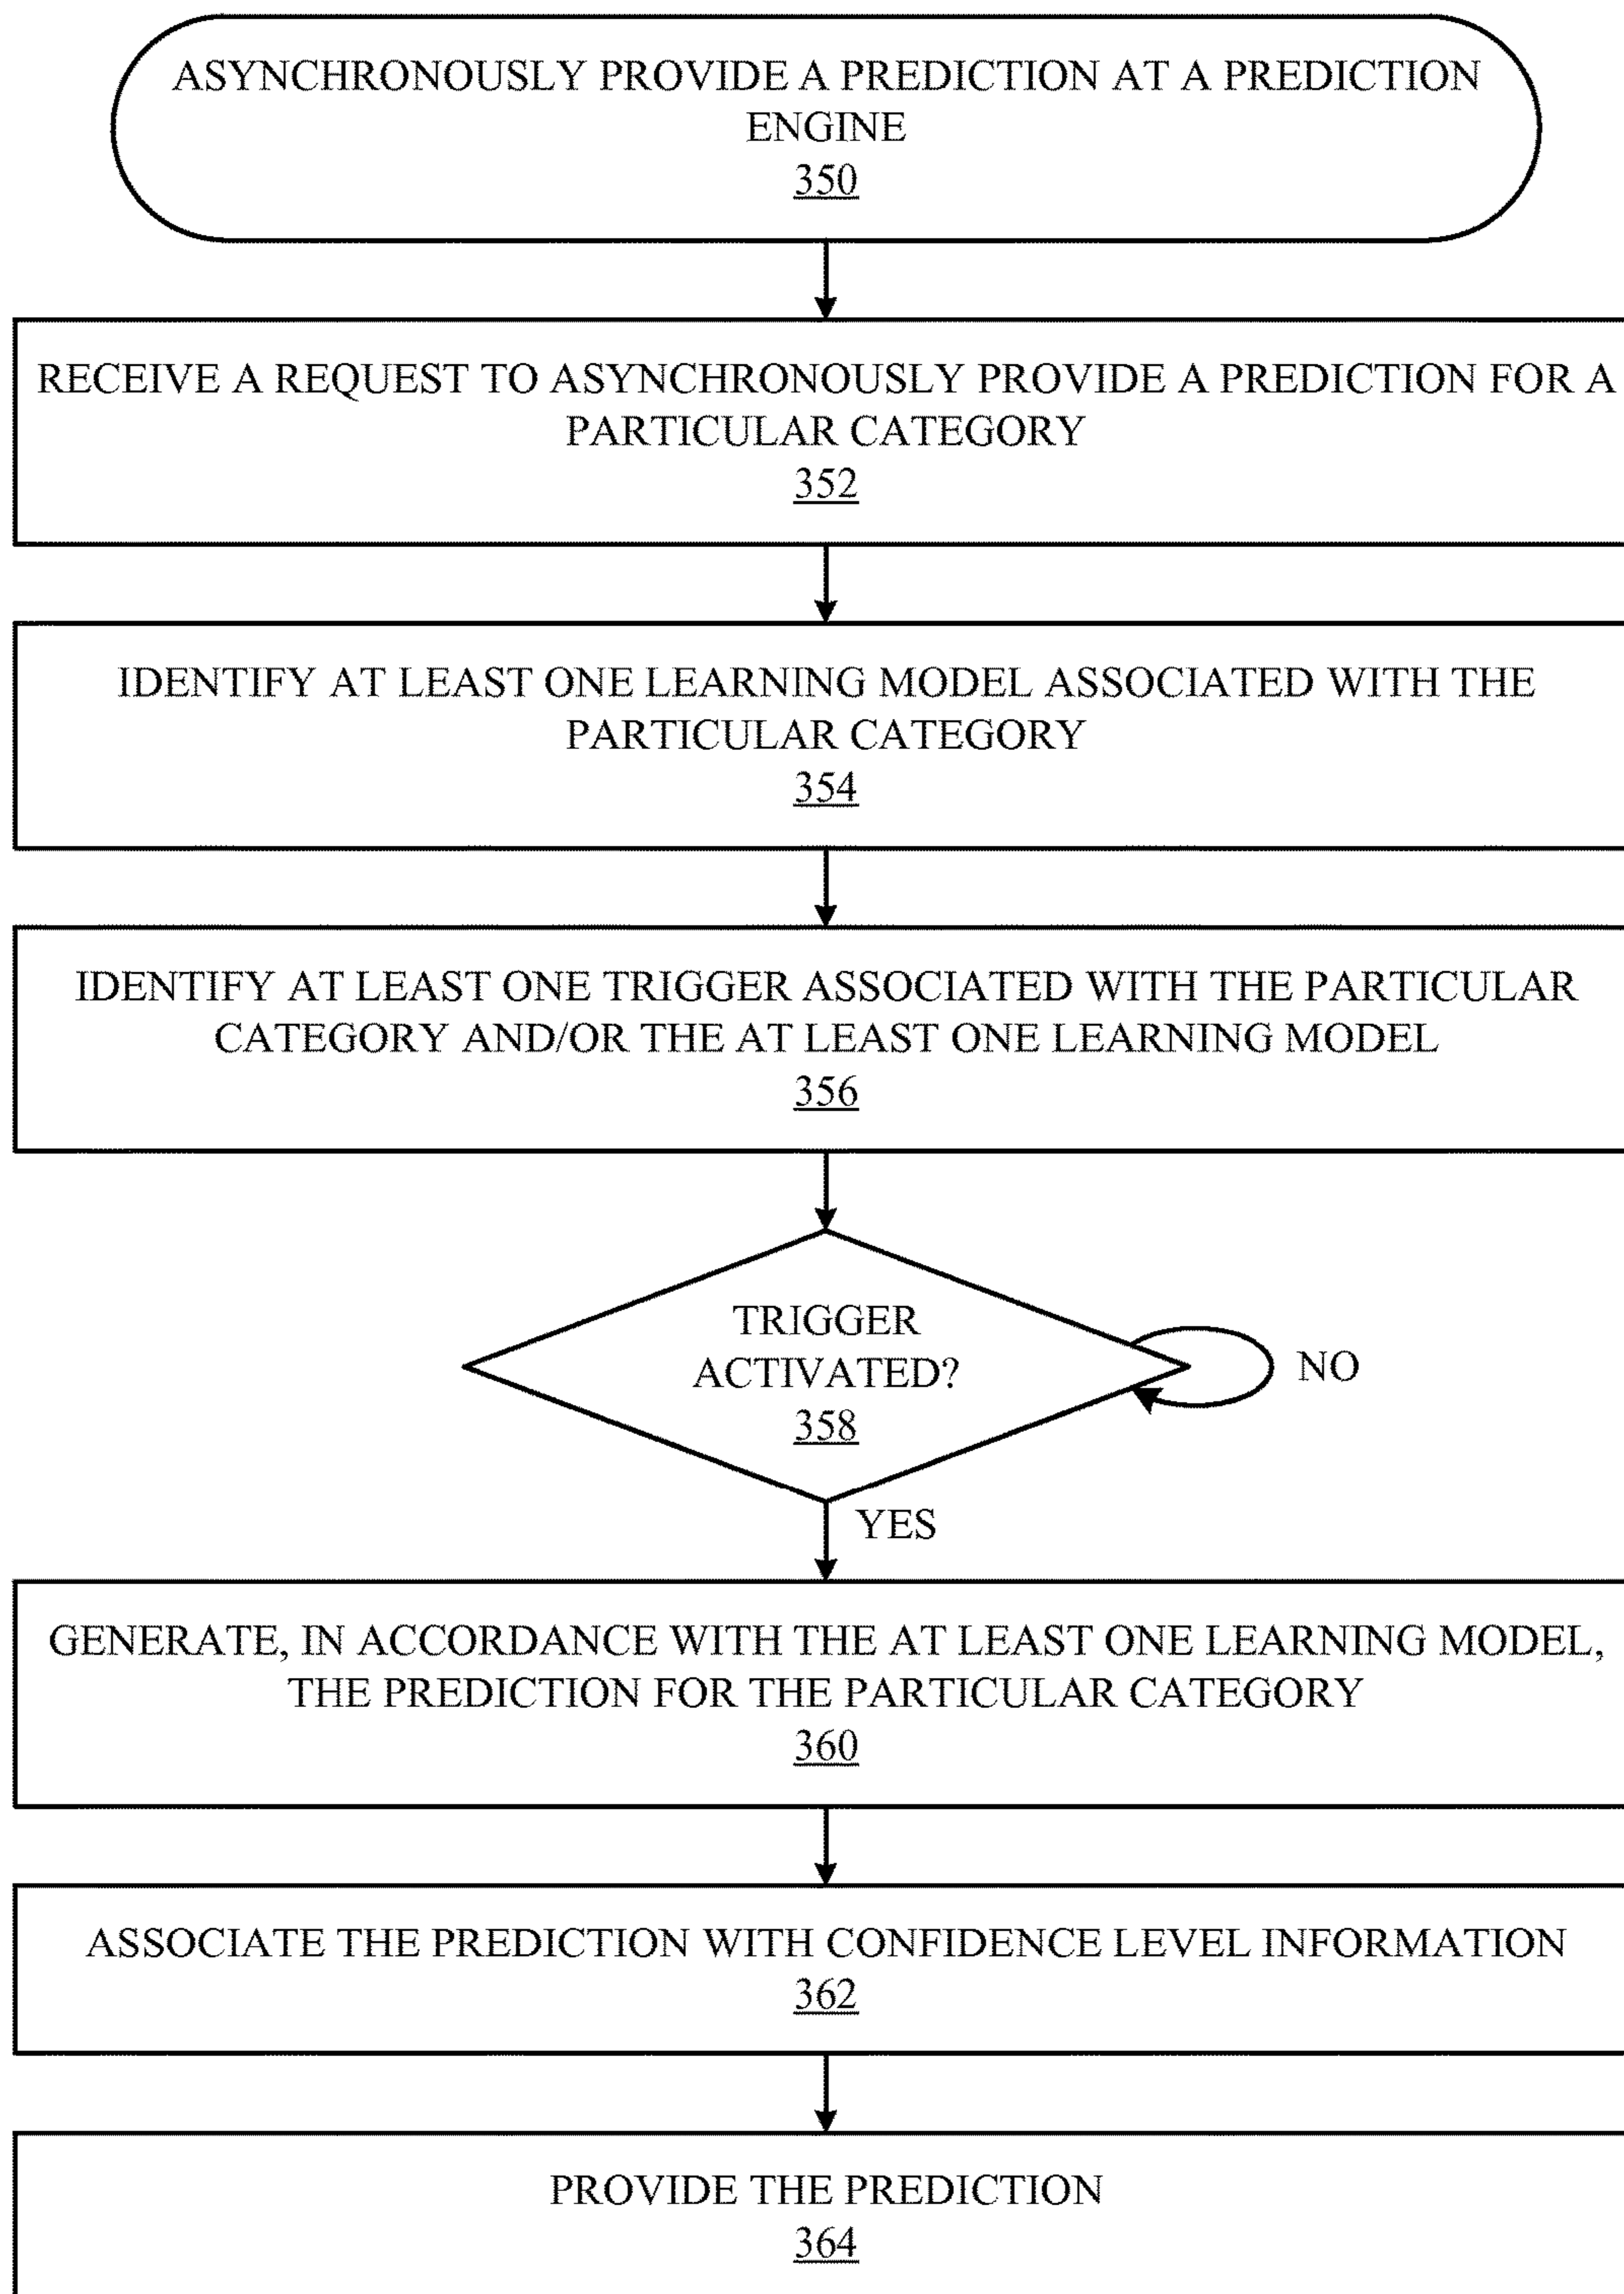 ASYNCHRONOUSLY PROVIDE A PREDICTION AT A PREDICTION
ENGINE
350
RECEIVE A REQUEST TO ASYNCHRONOUSLY PROVIDE A PREDICTION FOR A
PARTICULAR CATEGORY
352
IDENTIFY AT LEAST ONE LEARNING MODEL ASSOCIATED WITH THE
PARTICULAR CATEGORY
354
IDENTIFY AT LEAST ONE TRIGGER ASSOCIATED WITH THE PARTICULAR
CATEGORY AND/OR THE AT LEAST ONE LEARNING MODEL
356
TRIGGER
ACTIVATED?
358
NO
YES
GENERATE, IN ACCORDANCE WITH THE AT LEAST ONE LEARNING MODEL,
THE PREDICTION FOR THE PARTICULAR CATEGORY
360
ASSOCIATE THE PREDICTION WITH CONFIDENCE LEVEL INFORMATION
362
PROVIDE THE PREDICTION
364